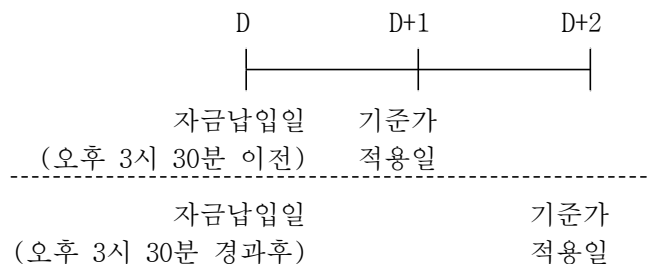 D D+1 D+2
자금납입일 기준가
(오후 3시 30분 이전) 적용일
자금납입일 기준가
(오후 3시 30분 경과후) 적용일